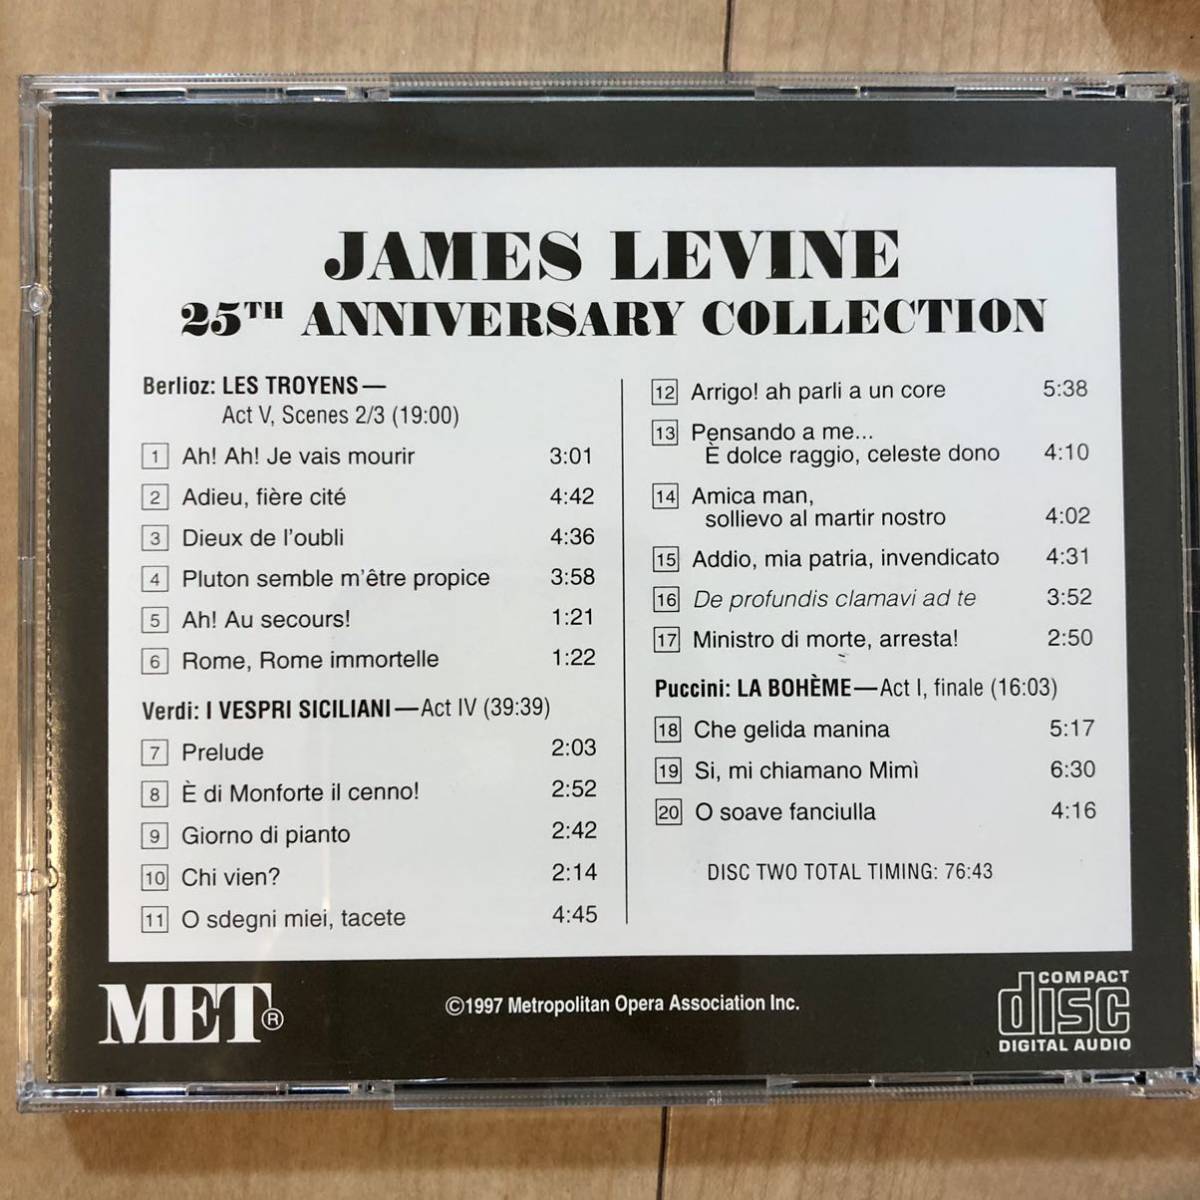 JAMES LEVINE
25TH ANNIVERSARY COLLECTION
Berlioz: LES TROYENS—
Act V, Scenes 2/3 (19:00)
1 Ah! Ah! Je vais mourir 3:01
2 Adieu, fière cité 4:42
3 Dieux de l'oubli 4:36
4 Pluton semble m'être propice 3:58
5 Ah! Au secours! 1:21
6 Rome, Rome immortelle 1:22
Verdi: I VESPRI SICILIANI—Act IV (39:39)
7 Prelude 2:03
8 È di Monforte il cenno! 2:52
9 Giorno di pianto 2:42
10 Chi vien? 2:14
11 O sdegni miei, tacete 4:45
12 Arrigo! ah parli a un core 5:38
13 Pensando a me...
È dolce raggio, celeste dono 4:10
14 Amica man,
sollievo al martir nostro 4:02
15 Addio, mia patria, invendicato 4:31
16 De profundis clamavi ad te 3:52
17 Ministro di morte, arresta! 2:50
Puccini: LA BOHÈME—Act I, finale (16:03)
18 Che gelida manina 5:17
19 Si, mi chiamano Mimì 6:30
20 O soave fanciulla 4:16
DISC TWO TOTAL TIMING: 76:43
MET®
©1997 Metropolitan Opera Association Inc.
COMPACT
disc
DIGITAL AUDIO